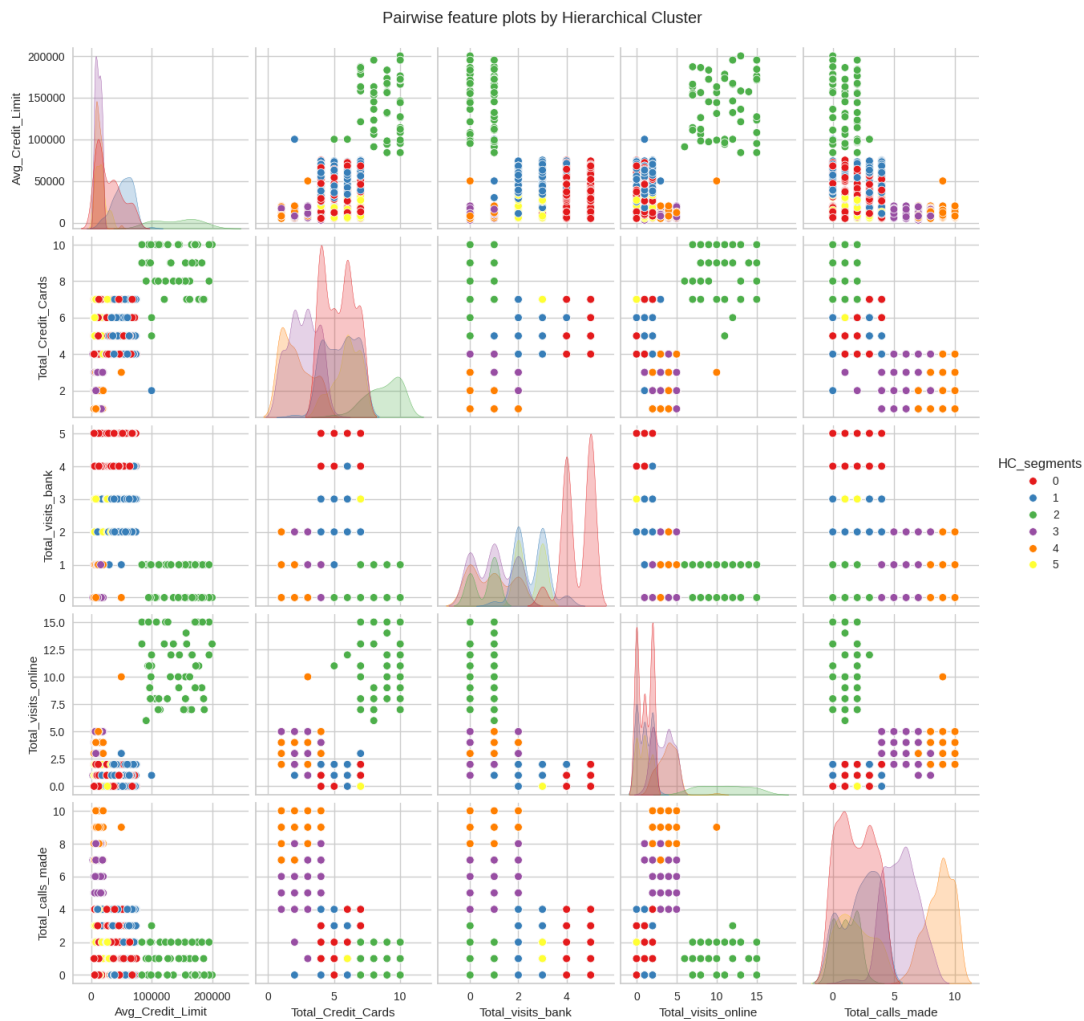 Pairwise feature plots by Hierarchical Cluster
200000
150000
100000
50000
0
Avg_Credit_Limit
10
8
6
4
2
Total_Credit_Cards
5
4
3
2
1
0
Total_visits_bank
15.0
12.5
10.0
7.5
5.0
2.5
0.0
Total_visits_online
10
8
6
4
2
0
Total_calls_made
0 100000 200000
Avg_Credit_Limit
0 5 10
Total_Credit_Cards
0 2 4
Total_visits_bank
0 5 10 15
Total_visits_online
0 5 10
Total_calls_made
HC_segments
0
1
2
3
4
5